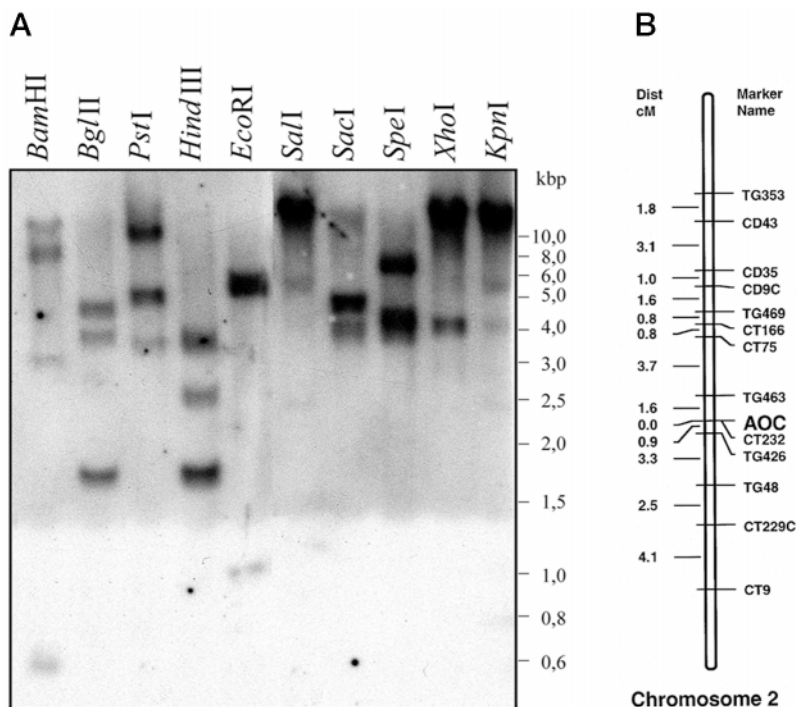 A
BamHI
BglII
PstI
HindIII
EcoRI
SalI
SacI
SpeI
XhoI
KpnI
kbp
10,0
8,0
6,0
5,0
4,0
3,0
2,5
2,0
1,5
1,0
0,8
0,6
B
Dist
cM
Marker
Name
1.8
3.1
1.0
1.6
0.8
0.8
3.7
1.6
0.0
0.9
3.3
2.5
4.1
TG353
CD43
CD35
CD9C
TG469
CT166
CT75
TG463
AOC
CT232
TG426
TG48
CT229C
CT9
Chromosome 2